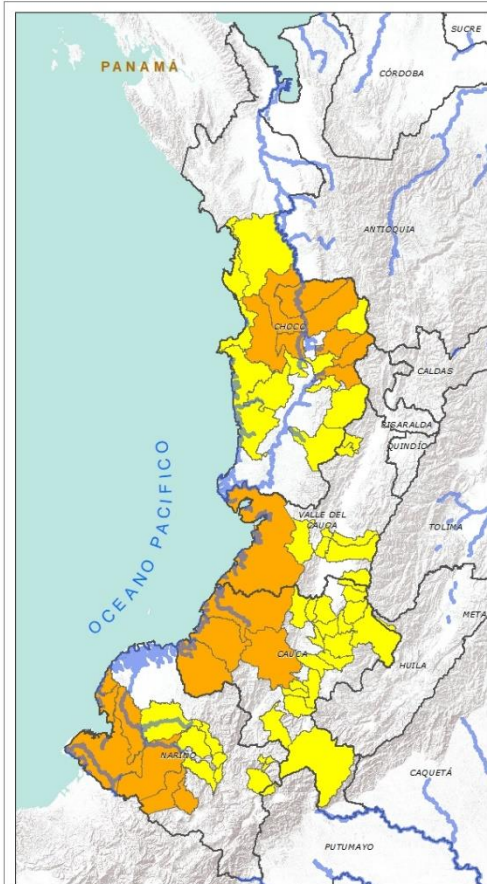 SUCRE
PANAMÁ
CÓRDOBA
ANTIOQUIA
CHOCÓ
CALDAS
RISARALDA
QUINDÍO
OCEANO PACIFICO
VALLE DEL
CAUCA
TOLIMA
META
CAUCA
HUILA
NARIÑO
CAQUETÁ
PUTUMAYO